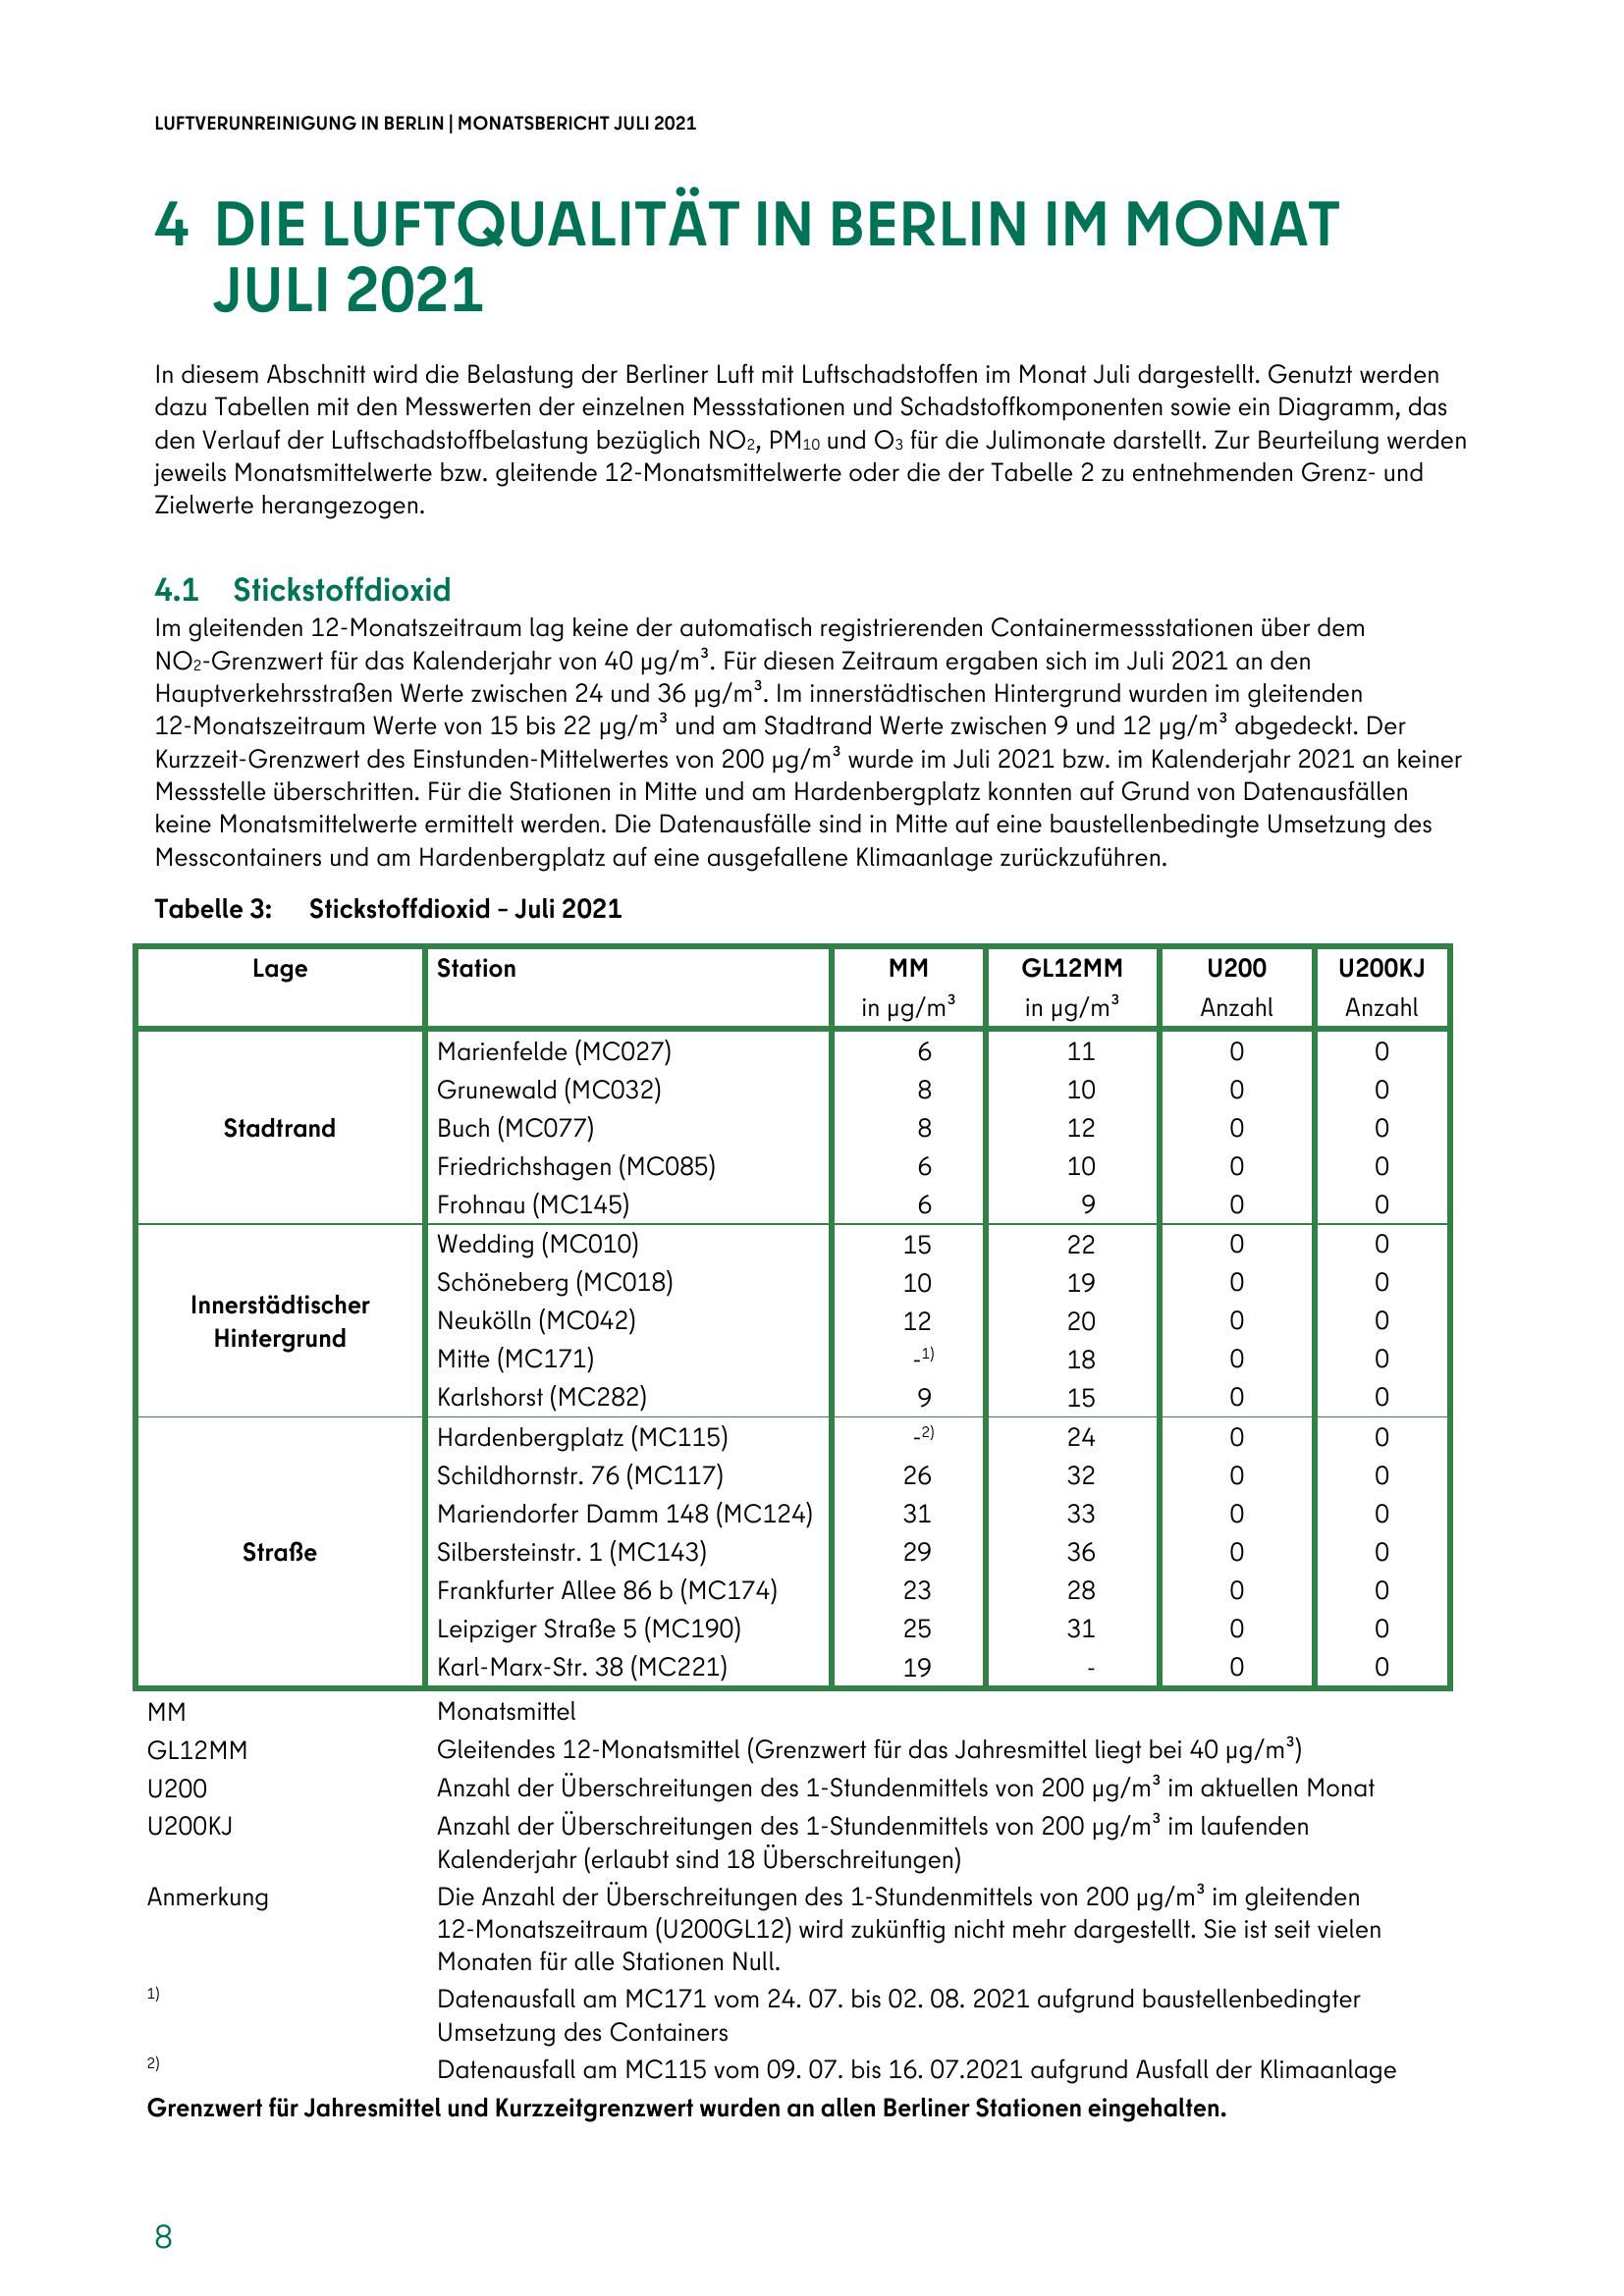 LUFTVERUNREINIGUNG IN BERLIN | MONATSBERICHT JULI 2021
4 DIE LUFTQUALITÄT IN BERLIN IM MONAT
JULI 2021
In diesem Abschnitt wird die Belastung der Berliner Luft mit Luftschadstoffen im Monat Juli dargestellt. Genutzt werden
dazu Tabellen mit den Messwerten der einzelnen Messstationen und Schadstoffkomponenten sowie ein Diagramm, das
den Verlauf der Luftschadstoffbelastung bezüglich NO₂, PM₁₀ und O₃ für die Julimonate darstellt. Zur Beurteilung werden
jeweils Monatsmittelwerte bzw. gleitende 12-Monatsmittelwerte oder die der Tabelle 2 zu entnehmenden Grenz- und
Zielwerte herangezogen.
4.1 Stickstoffdioxid
Im gleitenden 12-Monatszeitraum lag keine der automatisch registrierenden Containermessstationen über dem
NO₂-Grenzwert für das Kalenderjahr von 40 µg/m³. Für diesen Zeitraum ergaben sich im Juli 2021 an den
Hauptverkehrsstraßen Werte zwischen 24 und 36 µg/m³. Im innerstädtischen Hintergrund wurden im gleitenden
12-Monatszeitraum Werte von 15 bis 22 µg/m³ und am Stadtrand Werte zwischen 9 und 12 µg/m³ abgedeckt. Der
Kurzzeit-Grenzwert des Einstunden-Mittelwertes von 200 µg/m³ wurde im Juli 2021 bzw. im Kalenderjahr 2021 an keiner
Messstelle überschritten. Für die Stationen in Mitte und am Hardenbergplatz konnten auf Grund von Datenausfällen
keine Monatsmittelwerte ermittelt werden. Die Datenausfälle sind in Mitte auf eine baustellenbedingte Umsetzung des
Messcontainers und am Hardenbergplatz auf eine ausgefallene Klimaanlage zurückzuführen.
Tabelle 3: Stickstoffdioxid – Juli 2021
Lage Station MM GL12MM U200 U200KJ
in µg/m³ in µg/m³ Anzahl Anzahl
Marienfelde (MC027) 6 11 0 0
Grunewald (MC032) 8 10 0 0
Stadtrand Buch (MC077) 8 12 0 0
Friedrichshagen (MC085) 6 10 0 0
Frohnau (MC145) 6 9 0 0
Wedding (MC010) 15 22 0 0
Schöneberg (MC018) 10 19 0 0
Innerstädtischer
Hintergrund
Neukölln (MC042) 12 20 0 0
Mitte (MC171) -1) 18 0 0
Karlshorst (MC282) 9 15 0 0
Hardenbergplatz (MC115) -2) 24 0 0
Schildhornstr. 76 (MC117) 26 32 0 0
Mariendorfer Damm 148 (MC124) 31 33 0 0
Straße Silbersteinstr. 1 (MC143) 29 36 0 0
Frankfurter Allee 86 b (MC174) 23 28 0 0
Leipziger Straße 5 (MC190) 25 31 0 0
Karl-Marx-Str. 38 (MC221) 19 - 0 0
MM Monatsmittel
GL12MM Gleitendes 12-Monatsmittel (Grenzwert für das Jahresmittel liegt bei 40 µg/m³)
U200 Anzahl der Überschreitungen des 1-Stundenmittels von 200 µg/m³ im aktuellen Monat
U200KJ Anzahl der Überschreitungen des 1-Stundenmittels von 200 µg/m³ im laufenden
Kalenderjahr (erlaubt sind 18 Überschreitungen)
Anmerkung Die Anzahl der Überschreitungen des 1-Stundenmittels von 200 µg/m³ im gleitenden
12-Monatszeitraum (U200GL12) wird zukünftig nicht mehr dargestellt. Sie ist seit vielen
Monaten für alle Stationen Null.
1) Datenausfall am MC171 vom 24. 07. bis 02. 08. 2021 aufgrund baustellenbedingter
Umsetzung des Containers
2) Datenausfall am MC115 vom 09. 07. bis 16. 07.2021 aufgrund Ausfall der Klimaanlage
Grenzwert für Jahresmittel und Kurzzeitgrenzwert wurden an allen Berliner Stationen eingehalten.
8